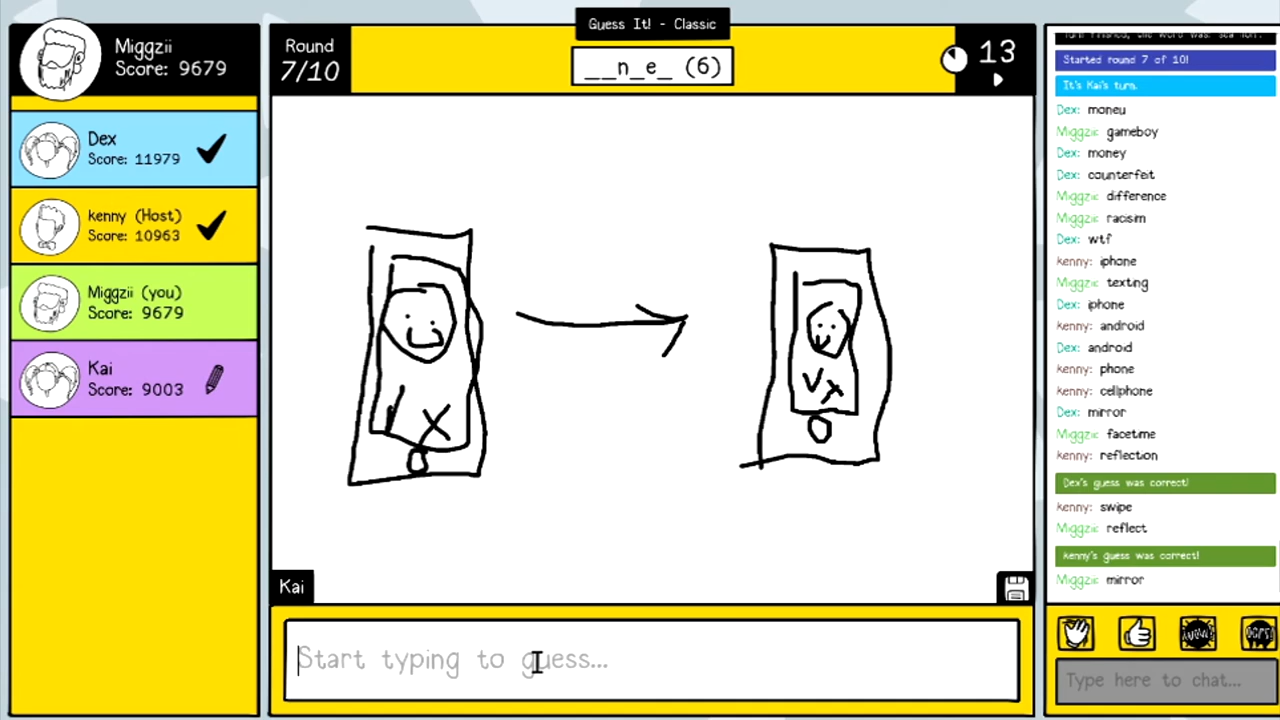 Guess It! - Classic
Miggzii
Score: 9679
Round
7/10
__n_e_ (6)
13
Dex
Score: 11979
kenny (Host)
Score: 10963
Miggzii (you)
Score: 9679
Kai
Score: 9003
V X
V X
Kai
Start typing to guess...
Started round 7 of 10!
It's Kai's turn.
Dex: moneu
Miggzii: gameboy
Dex: money
Dex: counterfeit
Miggzii: difference
Miggzii: racisim
Dex: wtf
kenny: iphone
Miggzii: texting
Dex: iphone
kenny: android
Dex: android
kenny: phone
kenny: cellphone
Dex: mirror
Miggzii: facetime
kenny: reflection
Dex's guess was correct!
kenny: swipe
Miggzii: reflect
kenny's guess was correct!
Miggzii: mirror
Type here to chat...